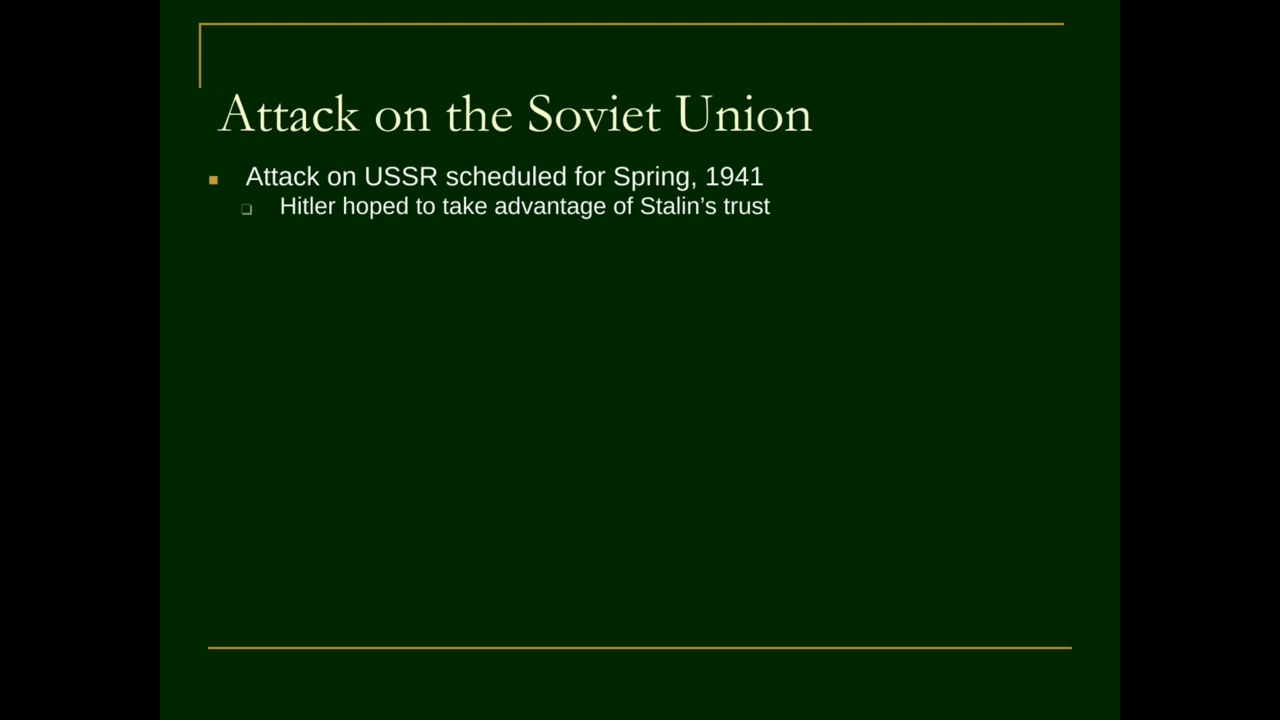 Attack on the Soviet Union
Attack on USSR scheduled for Spring, 1941
Hitler hoped to take advantage of Stalin’s trust